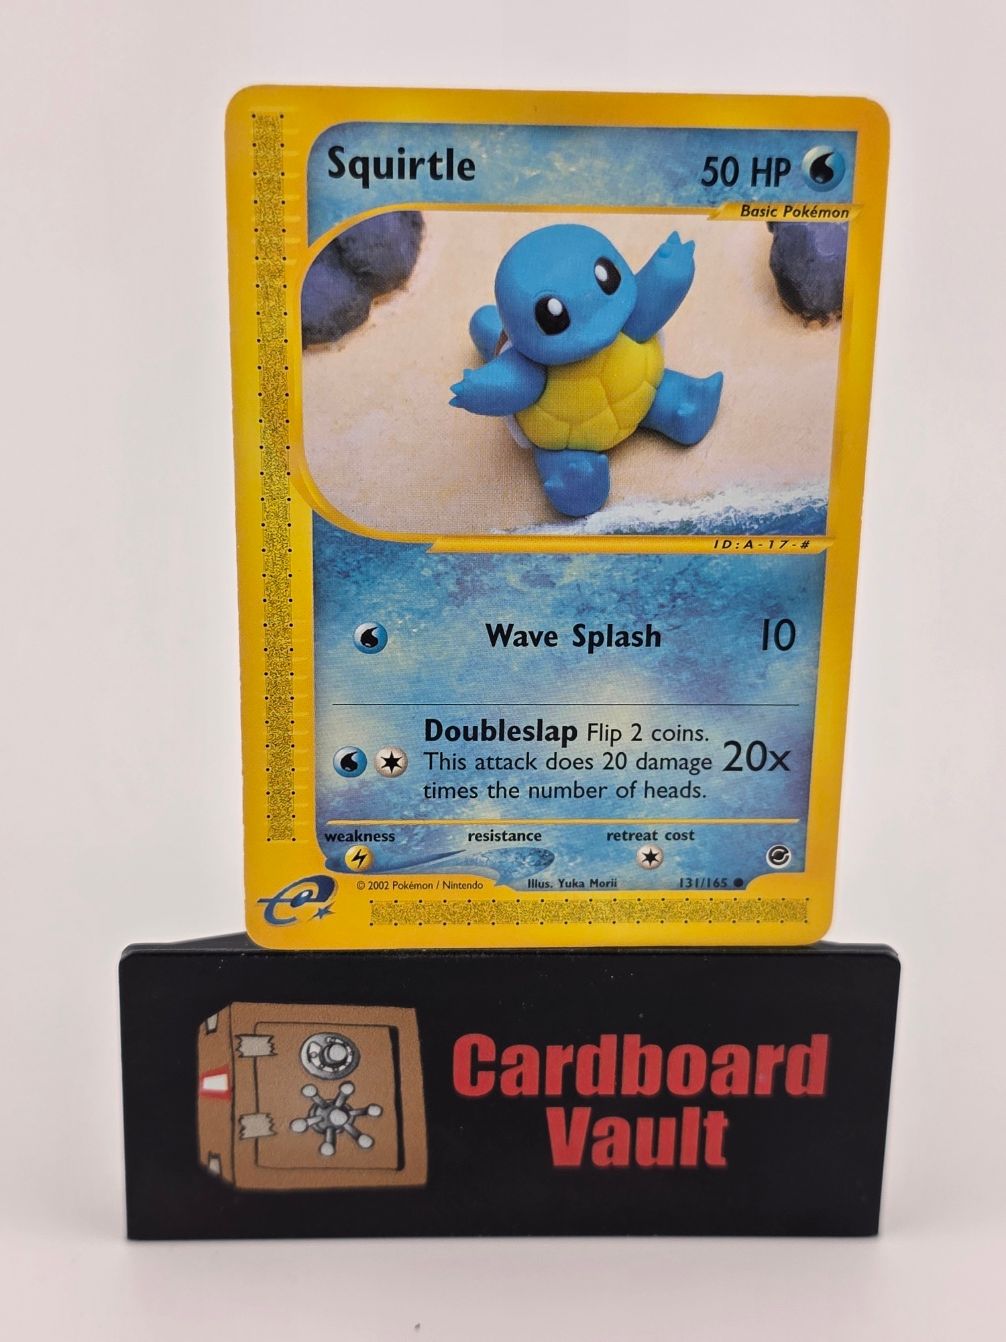 Squirtle
50 HP
Basic Pokémon
ID:A-17-#
Wave Splash 10
Doubleslap Flip 2 coins.
This attack does 20 damage
times the number of heads.
20x
weakness resistance retreat cost
© 2002 Pokémon / Nintendo Illus. Yuka Morii 131/165 ●
e
Cardboard
Vault